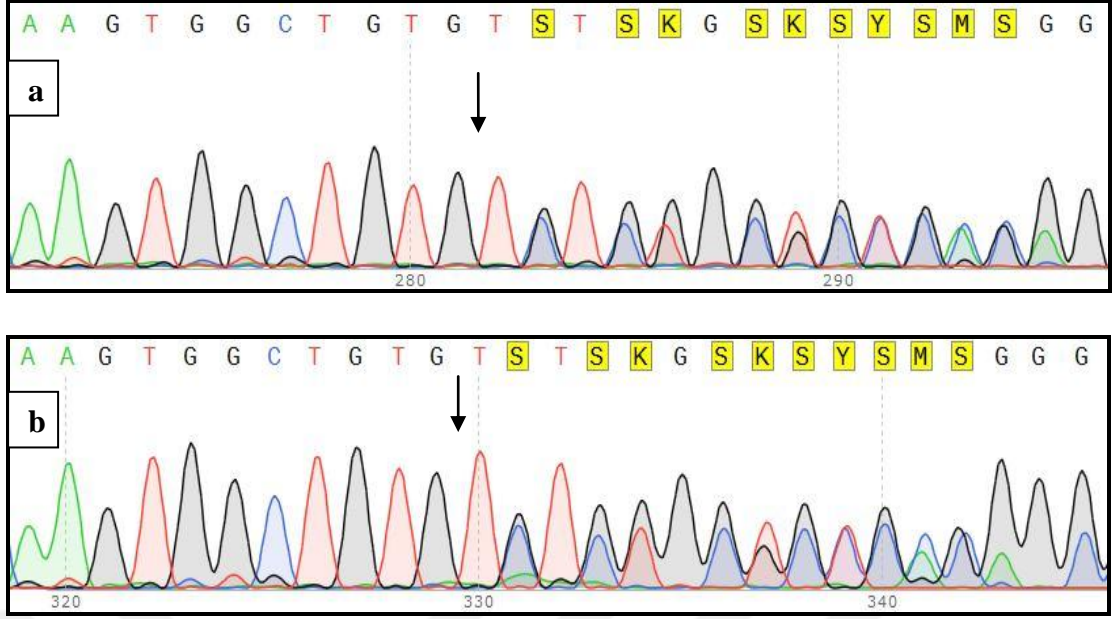 A A G T G G C T G T G T S T S K G S K S Y S M S G G
a
280 290
A A G T G G C T G T G T S T S K G S K S Y S M S G G G
b
320 330 340